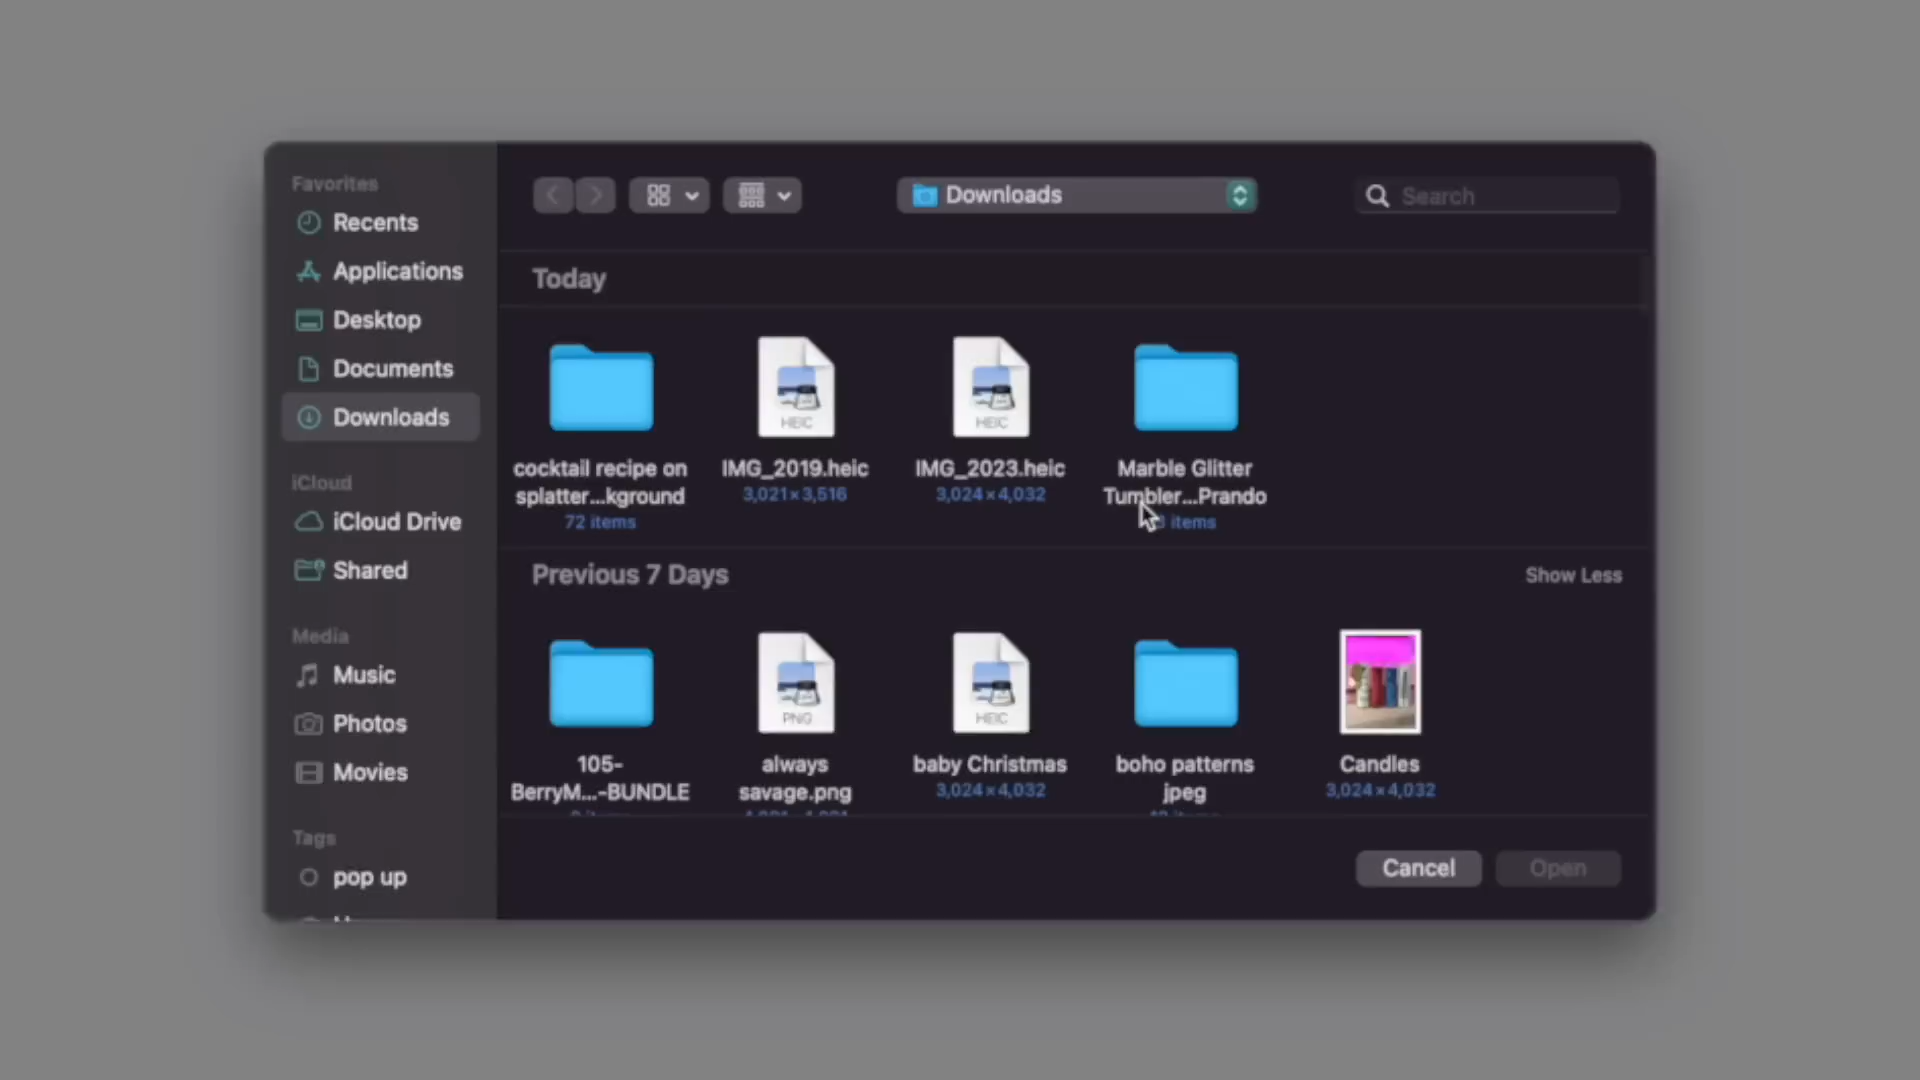 Favorites
Recents
Applications
Desktop
Documents
Downloads
iCloud
iCloud Drive
Shared
Media
Music
Photos
Movies
Tags
pop up
Downloads
Search
Today
cocktail recipe on
splatter...kground
72 items
HEIC
IMG_2019.heic
3,021×3,516
HEIC
IMG_2023.heic
3,024×4,032
Marble Glitter
Tumbler...Prando
items
Previous 7 Days
Show Less
105-
BerryM...-BUNDLE
PNG
always
savage.png
HEIC
baby Christmas
3,024×4,032
boho patterns
jpeg
Candles
3,024×4,032
Cancel
Open